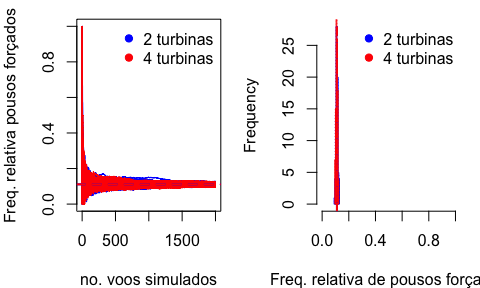 Freq. relativa pousos forçados
0.0 0.4 0.8
2 turbinas
4 turbinas
0 500 1500
no. voos simulados
Frequency
0 5 10 15 20 25
2 turbinas
4 turbinas
0.0 0.4 0.8
Freq. relativa de pousos força